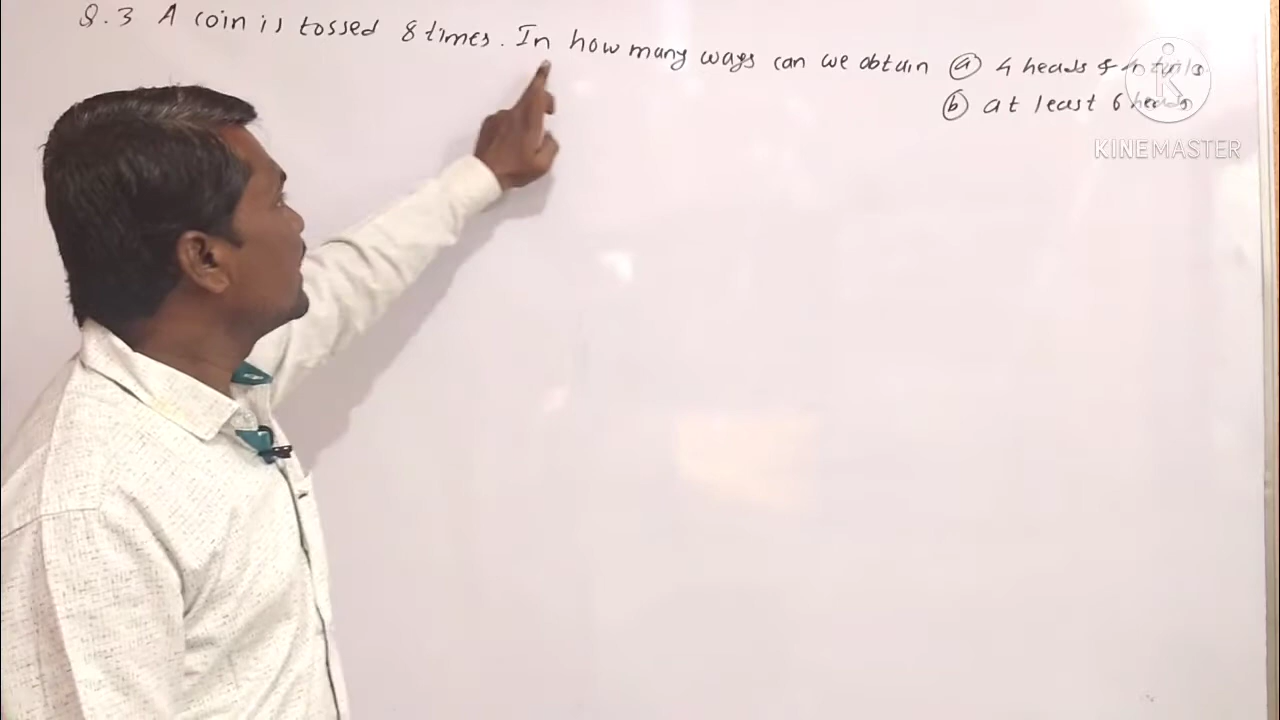 Q.3 A coin is tossed 8 times. In how many ways can we obtain (a) 4 heads & 4 tails
(b) at least 6 heads
KINEMASTER